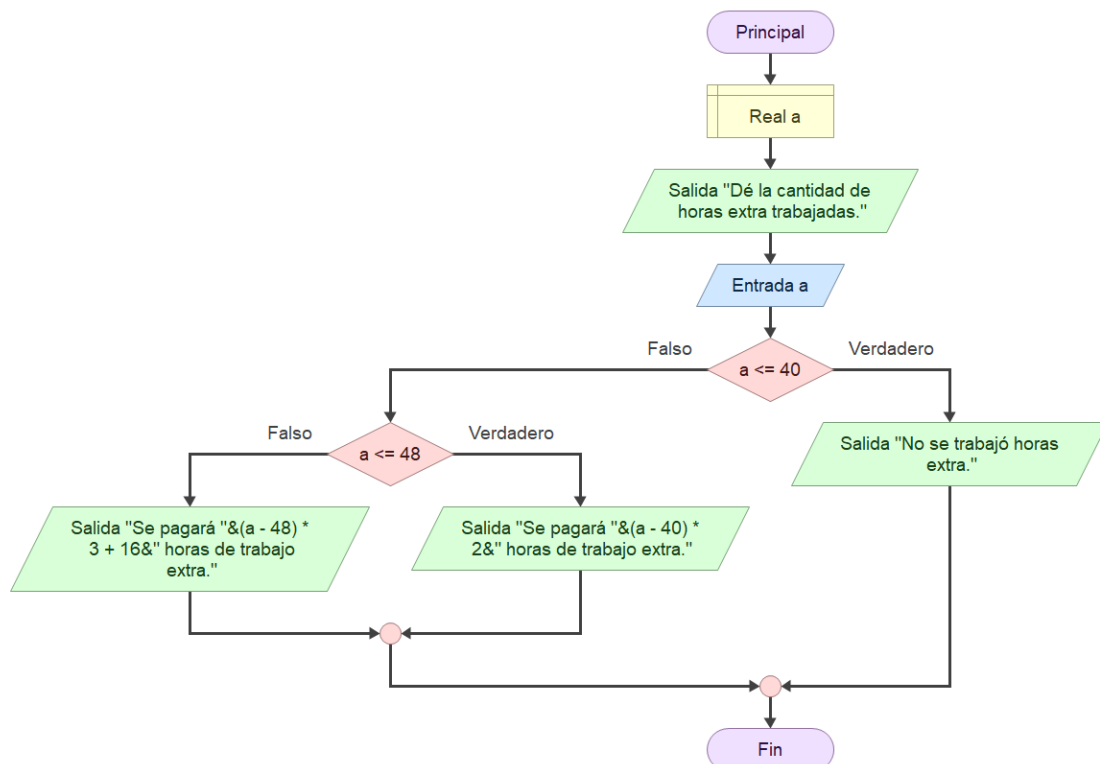 Principal
Real a
Salida "Dé la cantidad de
horas extra trabajadas."
Entrada a
Falso
Verdadero
a <= 40
Falso
Verdadero
a <= 48
Salida "No se trabajó horas
extra."
Salida "Se pagará "&(a - 48) *
3 + 16&" horas de trabajo
extra."
Salida "Se pagará "&(a - 40) *
2&" horas de trabajo extra."
Fin